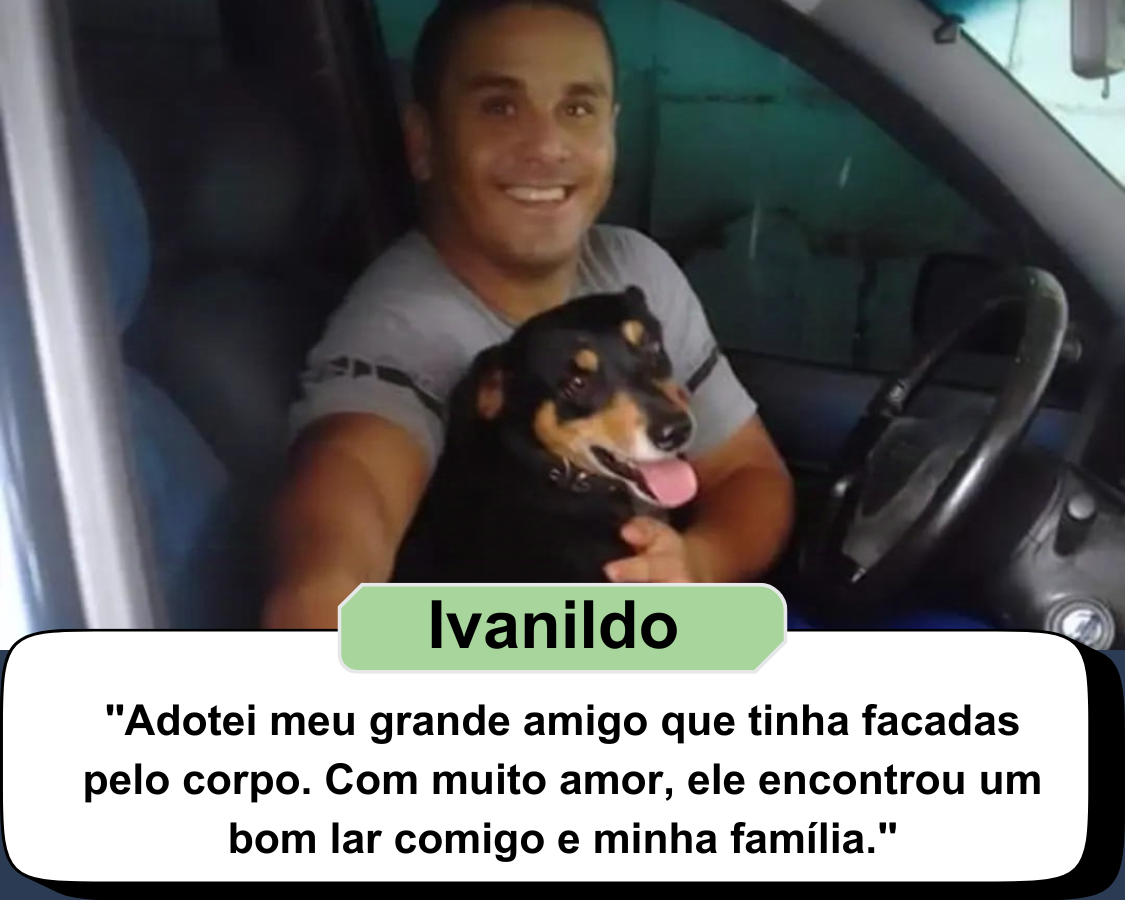 Ivanildo
"Adotei meu grande amigo que tinha facadas
pelo corpo. Com muito amor, ele encontrou um
bom lar comigo e minha família."